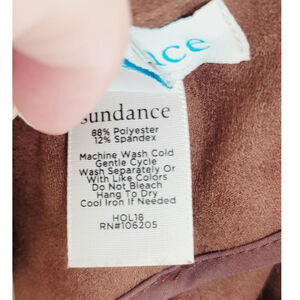 ance
sundance
88% Polyester
12% Spandex
Machine Wash Cold
Gentle Cycle
Wash Separately Or
With Like Colors
Do Not Bleach
Hang To Dry
Cool Iron If Needed
HOL18
RN#106205